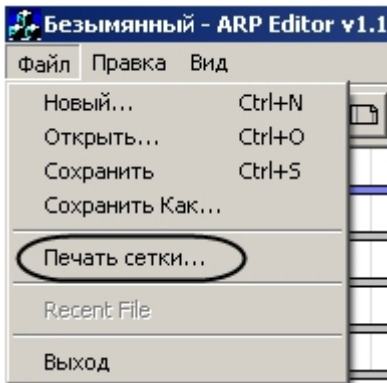 Безымянный - ARP Editor v1.1
Файл Правка Вид
Новый... Ctrl+N
Открыть... Ctrl+O
Сохранить Ctrl+S
Сохранить Как...
Печать сетки...
Recent File
Выход